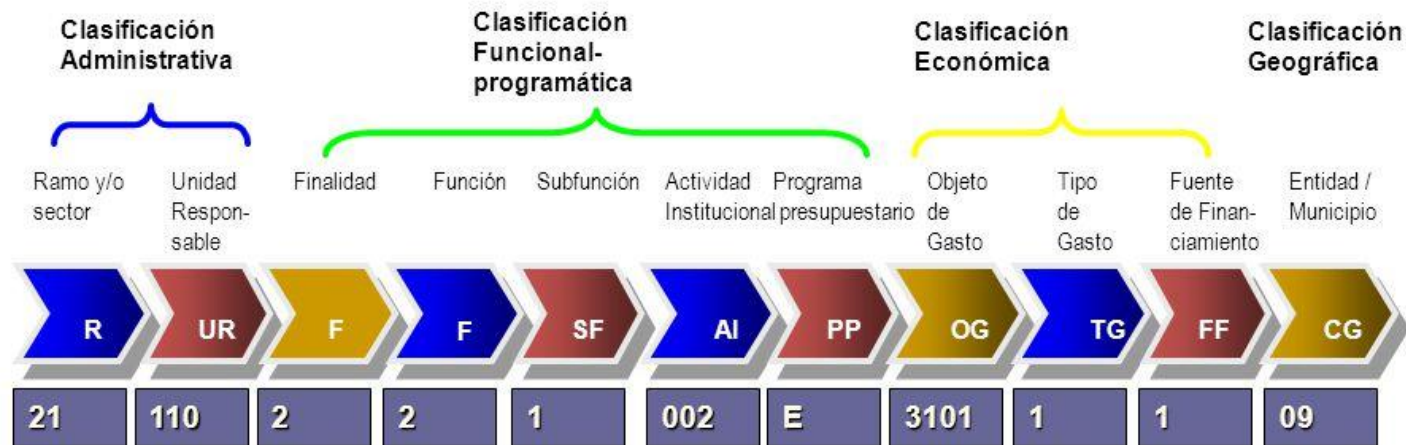 Clasificación
Administrativa
Clasificación
Funcional-
programática
Clasificación
Económica
Clasificación
Geográfica
Ramo y/o
sector
Unidad
Respon-
sable
Finalidad
Función
Subfunción
Actividad
Institucional
Programa
presupuestario
Objeto
de
Gasto
Tipo
de
Gasto
Fuente
de Finan-
ciamiento
Entidad /
Municipio
R UR F F SF AI PP OG TG FF CG
21 110 2 2 1 002 E 3101 1 1 09